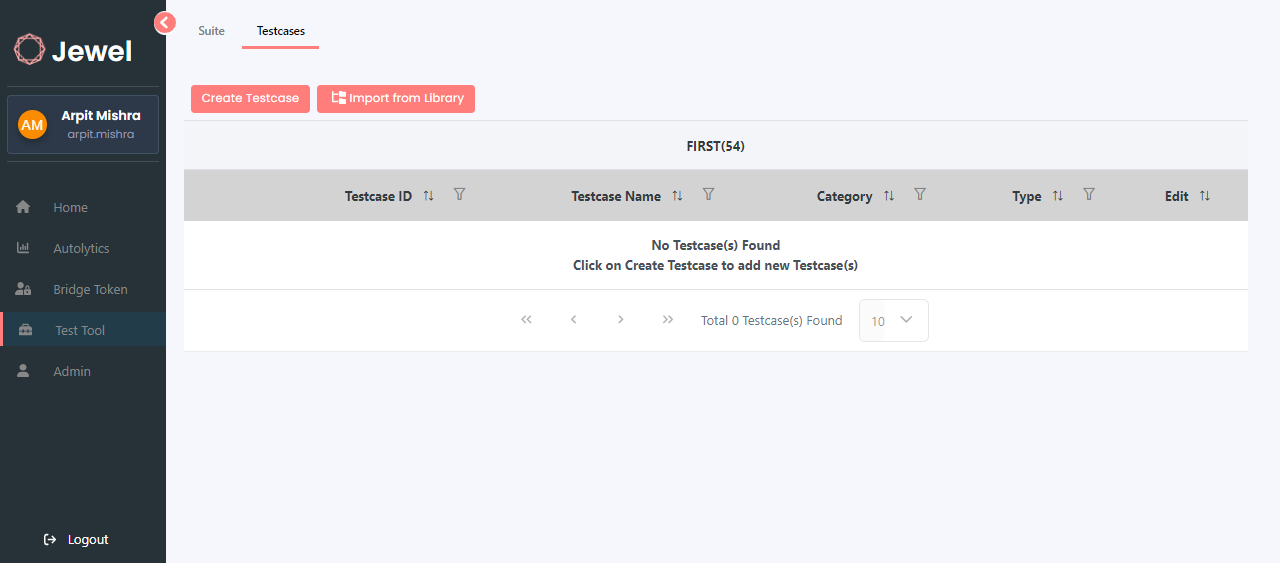 Jewel
AM
Arpit Mishra
arpit.mishra
Home
Autolytics
Bridge Token
Test Tool
Admin
Logout
Suite Testcases
Create Testcase Import from Library
FIRST(54)
Testcase ID Testcase Name Category Type Edit
No Testcase(s) Found
Click on Create Testcase to add new Testcase(s)
Total 0 Testcase(s) Found 10